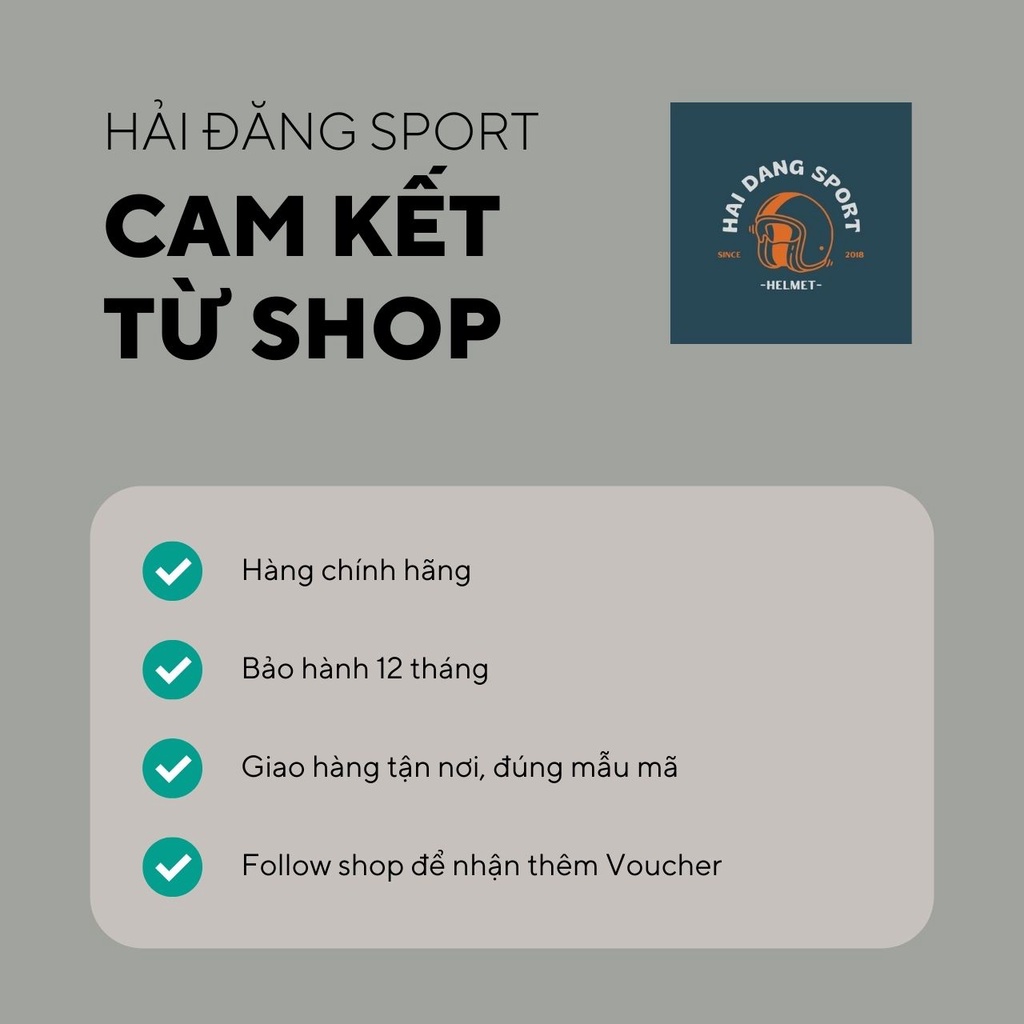 HẢI ĐĂNG SPORT
CAM KẾT
TỪ SHOP
HAI DANG SPORT
SINCE 2018
-HELMET-
Hàng chính hãng
Bảo hành 12 tháng
Giao hàng tận nơi, đúng mẫu mã
Follow shop để nhận thêm Voucher